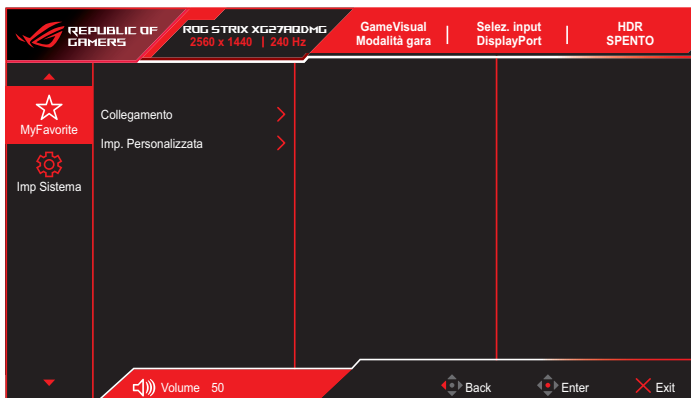 REPUBLIC OF
GAMERS
ROG STRIX XG27AQDMG
2560 x 1440 | 240 Hz
GameVisual
Modalità gara
Selez. input
DisplayPort
HDR
SPENTO
MyFavorite
Imp Sistema
Collegamento
Imp. Personalizzata
Volume 50
Back
Enter
Exit